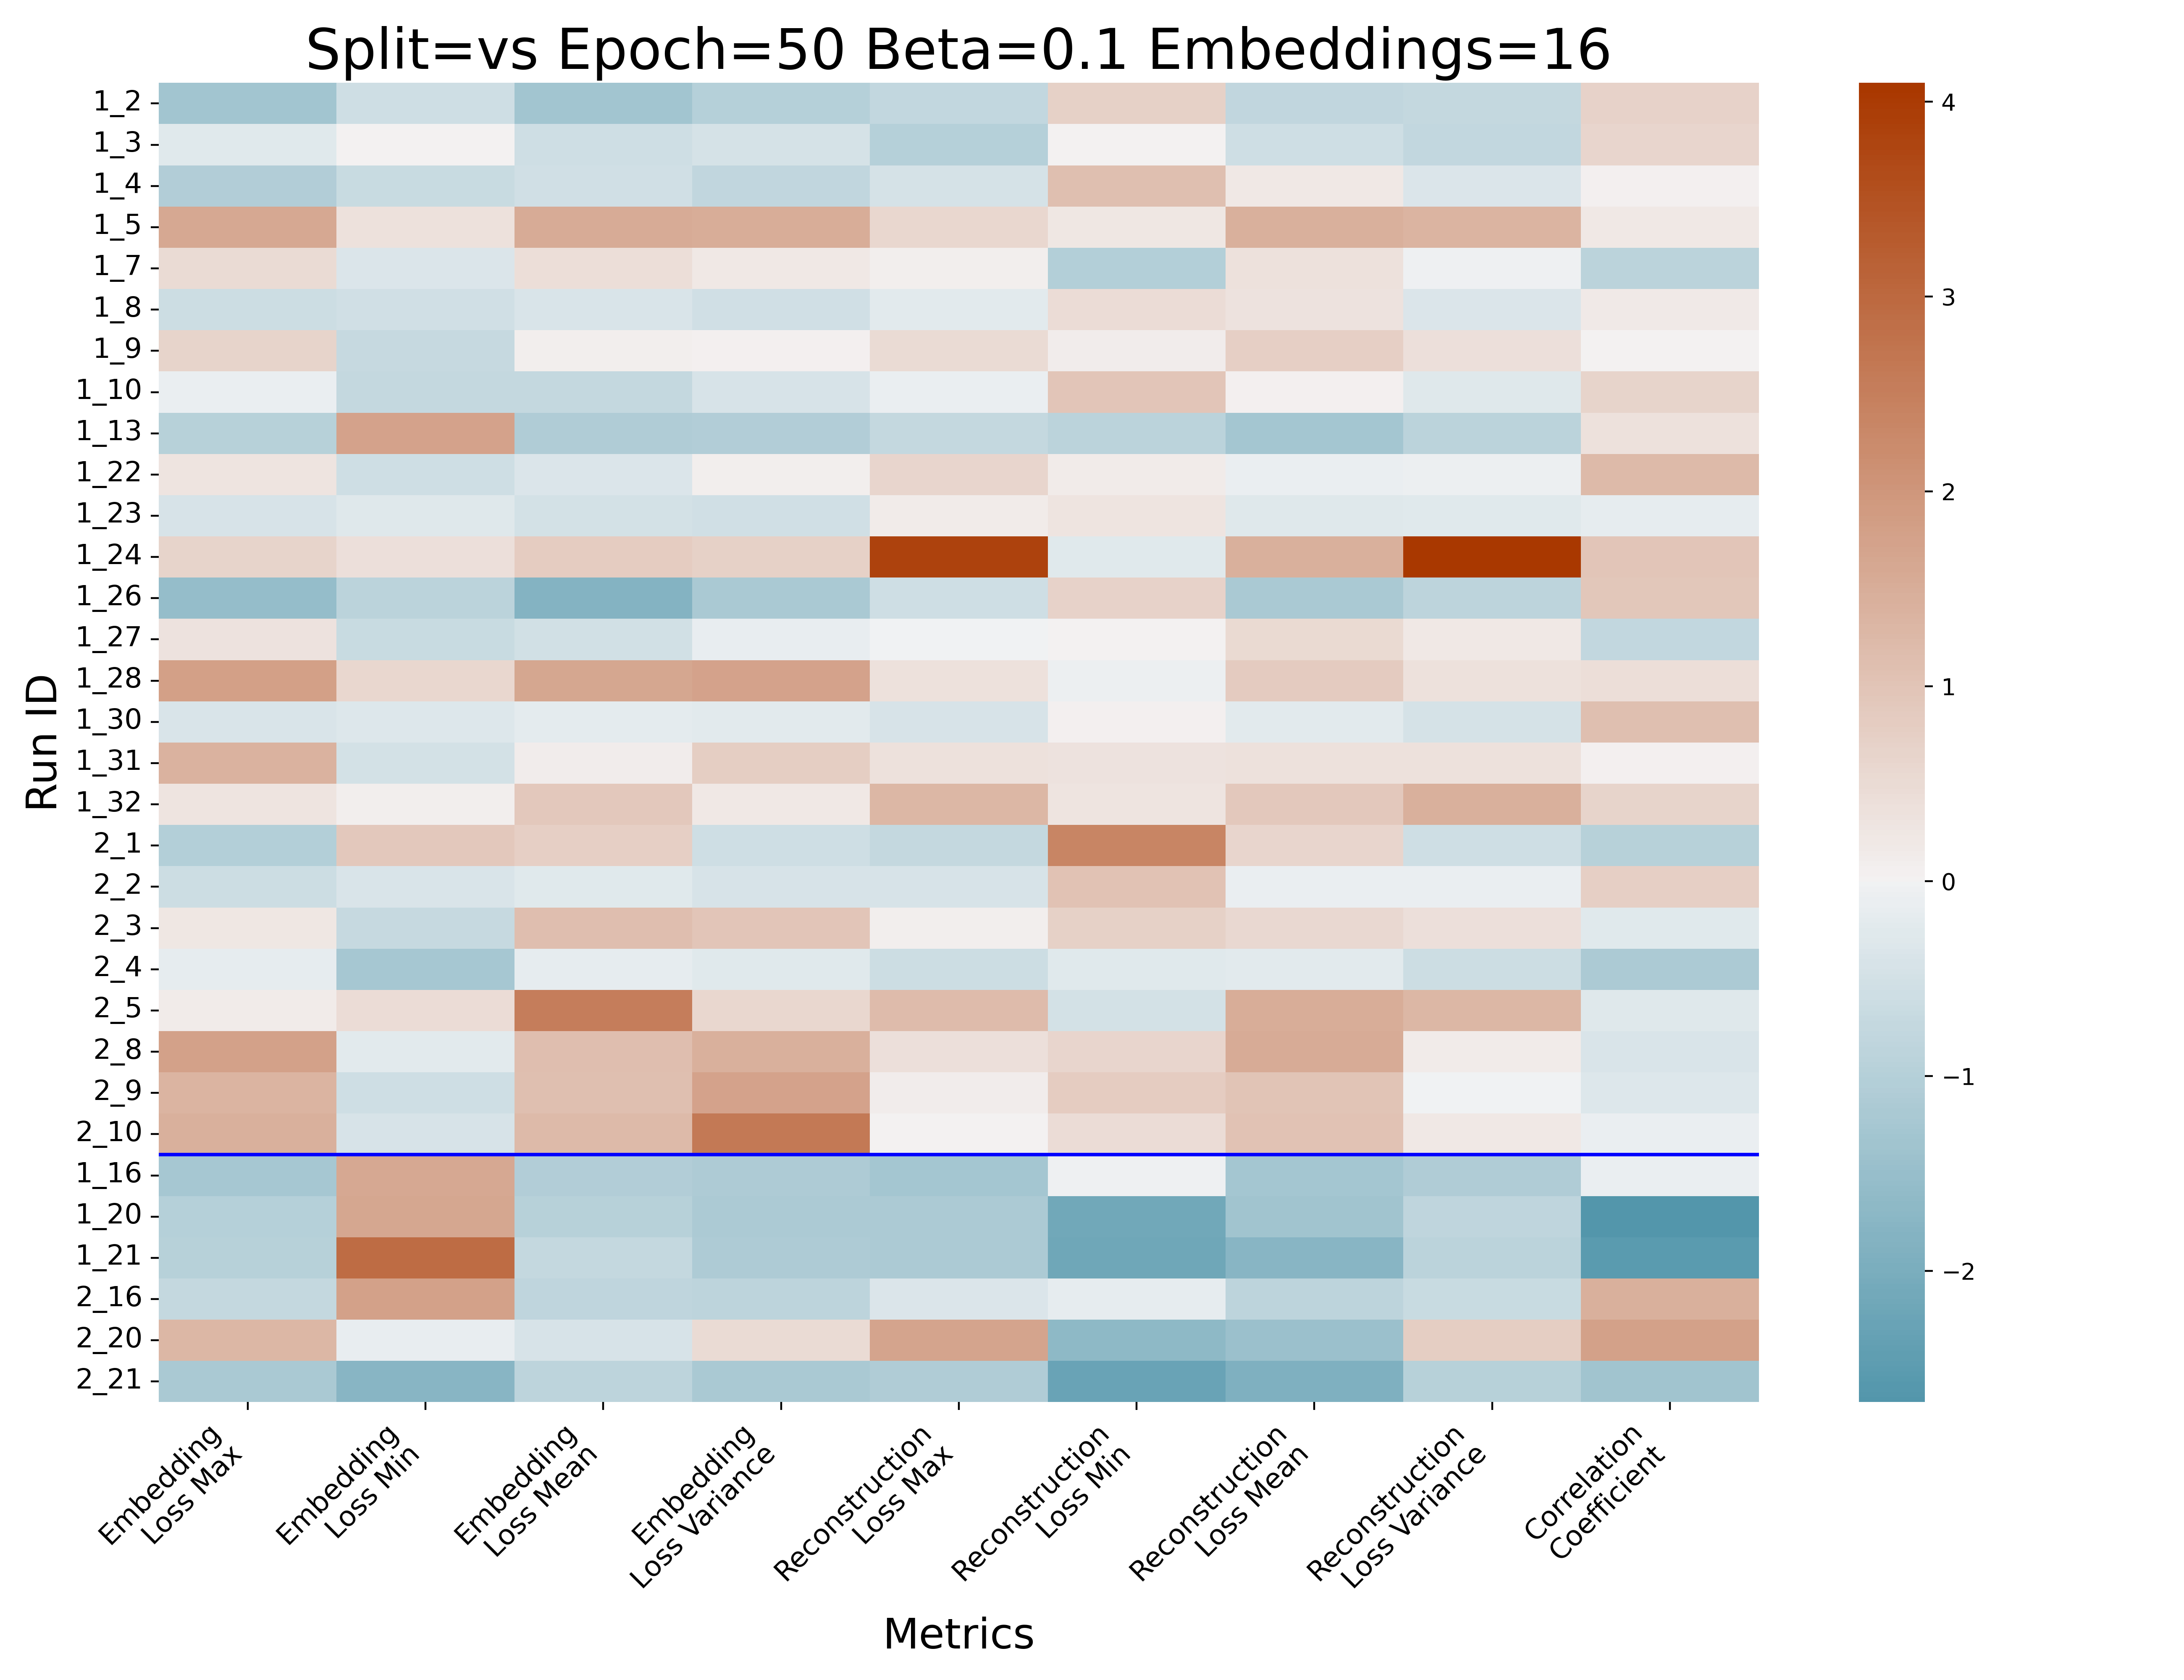 Split=vs Epoch=50 Beta=0.1 Embeddings=16
Run ID
1_2
1_3
1_4
1_5
1_7
1_8
1_9
1_10
1_13
1_22
1_23
1_24
1_26
1_27
1_28
1_30
1_31
1_32
2_1
2_2
2_3
2_4
2_5
2_8
2_9
2_10
1_16
1_20
1_21
2_16
2_20
2_21
Embedding
Loss Max
Embedding
Loss Min
Embedding
Loss Mean
Embedding
Loss Variance
Reconstruction
Loss Max
Reconstruction
Loss Min
Reconstruction
Loss Mean
Reconstruction
Loss Variance
Correlation
Coefficient
Metrics
4
3
2
1
0
−1
−2